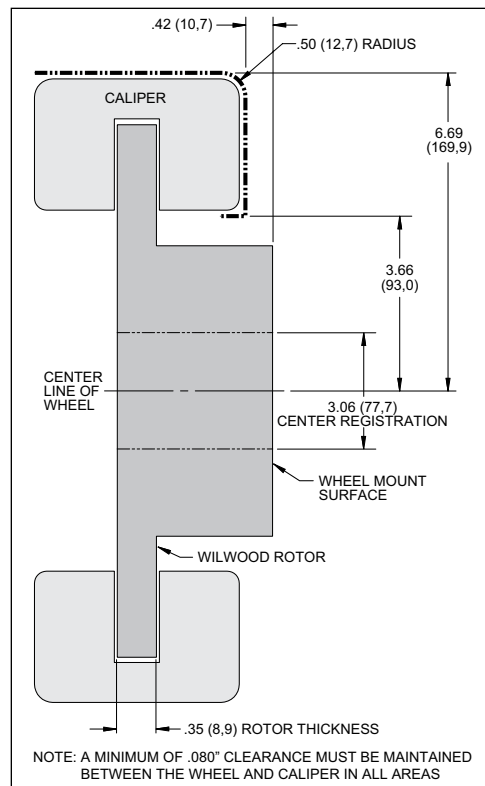 .42 (10,7)
.50 (12,7) RADIUS
CALIPER
6.69
(169,9)
3.66
(93,0)
CENTER
LINE OF
WHEEL
3.06 (77,7)
CENTER REGISTRATION
WHEEL MOUNT
SURFACE
WILWOOD ROTOR
.35 (8,9) ROTOR THICKNESS
NOTE: A MINIMUM OF .080" CLEARANCE MUST BE MAINTAINED
BETWEEN THE WHEEL AND CALIPER IN ALL AREAS